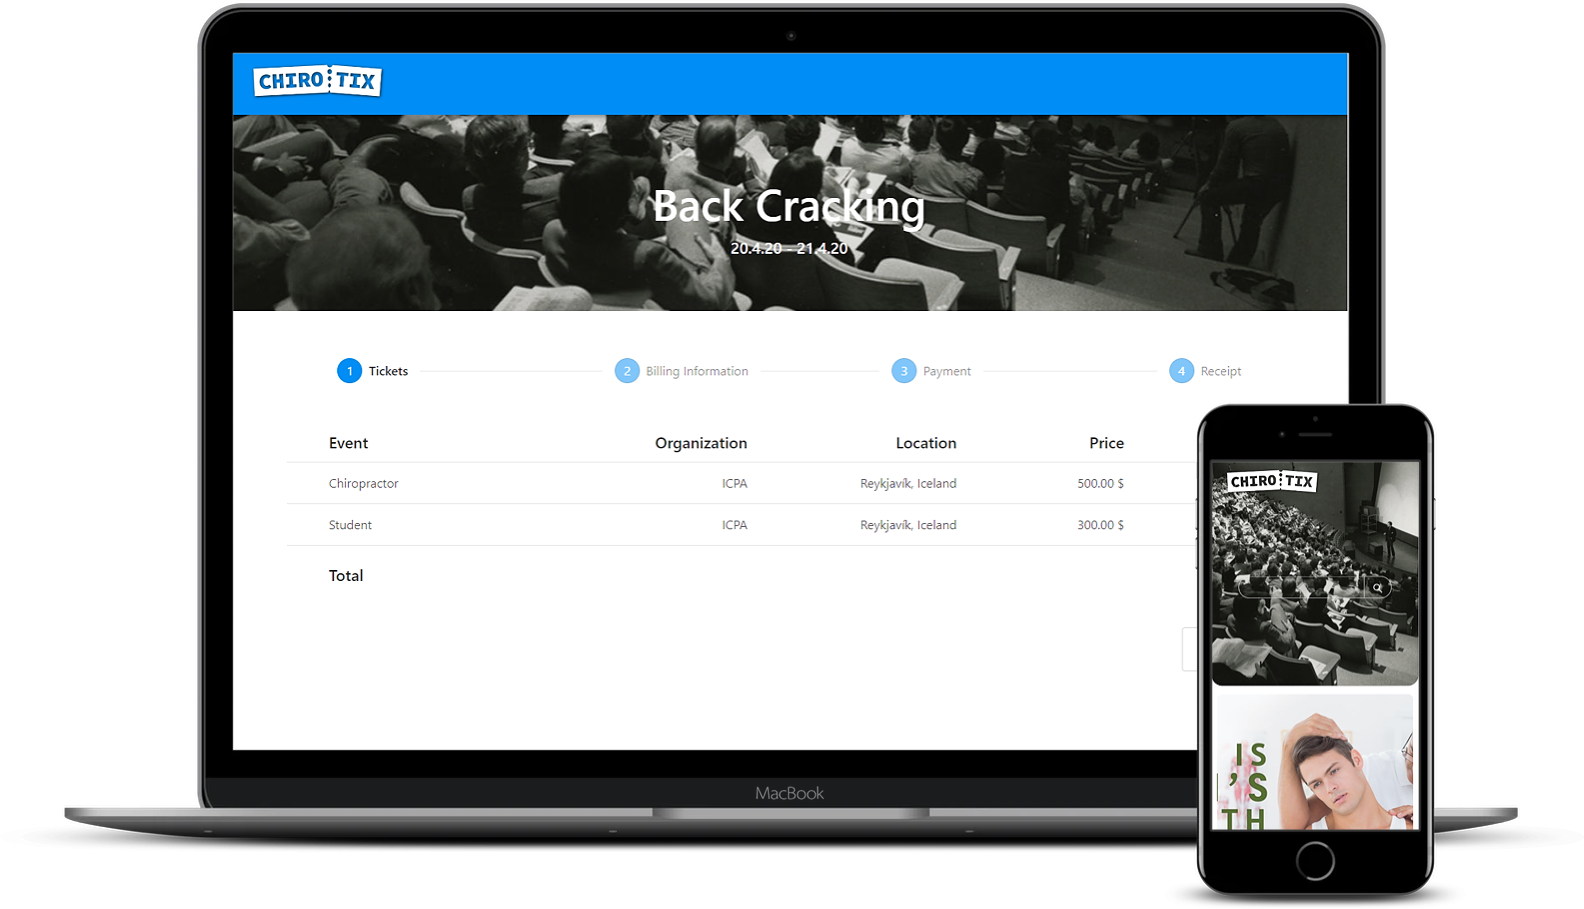 CHIRO TIX
Back Cracking
20.4.20 - 21.4.20
1 Tickets 2 Billing Information 3 Payment 4 Receipt
Event Organization Location Price
Chiropractor ICPA Reykjavík, Iceland 500.00 $
Student ICPA Reykjavík, Iceland 300.00 $
Total
MacBook
CHIRO TIX
IS
'S
TH